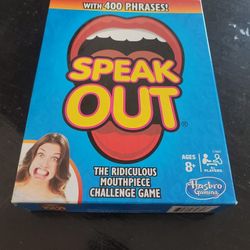 WITH 400 PHRASES!
SPEAK
OUT
®
THE RIDICULOUS
MOUTHPIECE
CHALLENGE GAME
AGES
8+
PLAYERS
Hasbro
Gaming